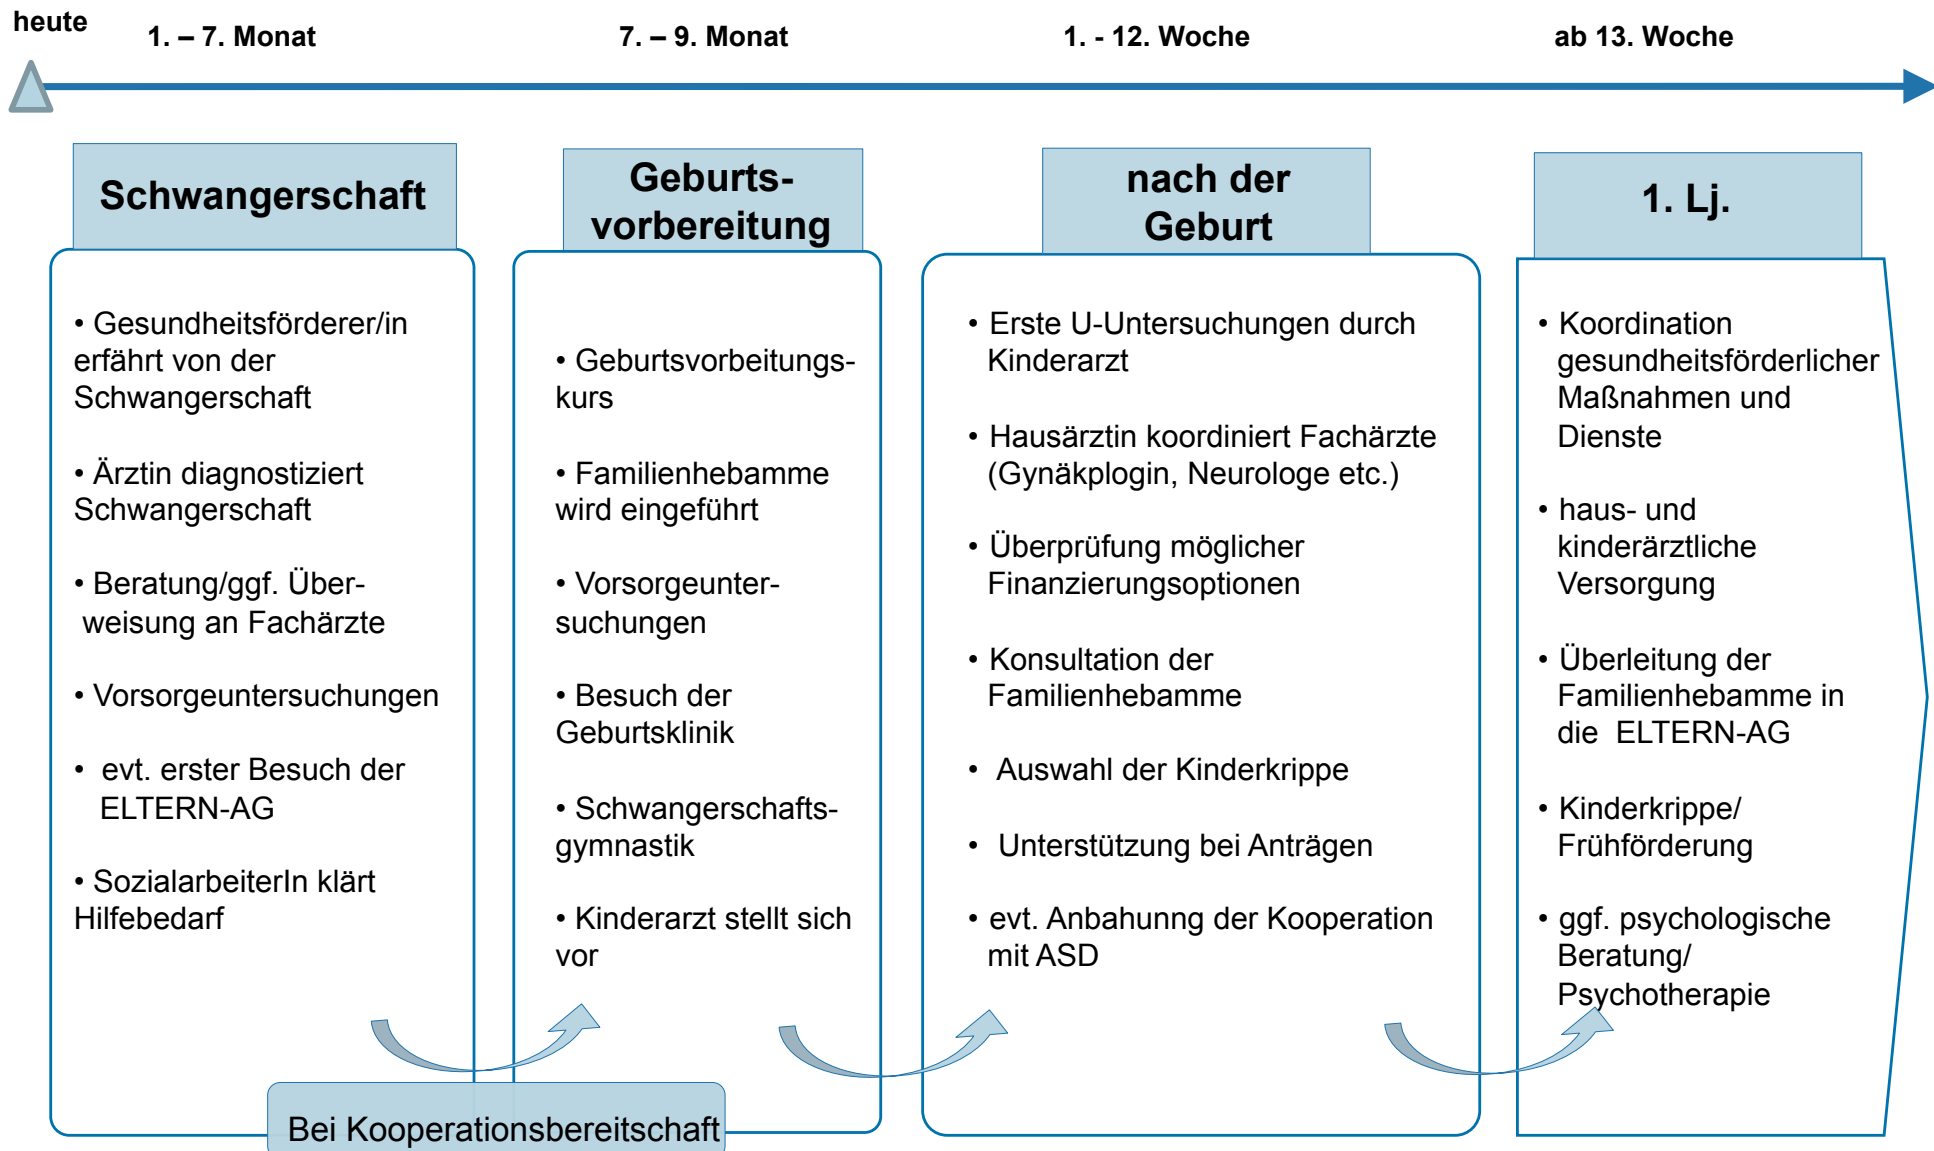 heute
1. – 7. Monat
7. – 9. Monat
1. - 12. Woche
ab 13. Woche
Schwangerschaft
• Gesundheitsförderer/in
erfährt von der
Schwangerschaft
• Ärztin diagnostiziert
Schwangerschaft
• Beratung/ggf. Über-
weisung an Fachärzte
• Vorsorgeuntersuchungen
• evt. erster Besuch der
ELTERN-AG
• SozialarbeiterIn klärt
Hilfebedarf
Geburts-
vorbereitung
• Geburtsvorbeitungs-
kurs
• Familienhebamme
wird eingeführt
• Vorsorgeunter-
suchungen
• Besuch der
Geburtsklinik
• Schwangerschafts-
gymnastik
• Kinderarzt stellt sich
vor
nach der
Geburt
• Erste U-Untersuchungen durch
Kinderarzt
• Hausärztin koordiniert Fachärzte
(Gynäkplogin, Neurologe etc.)
• Überprüfung möglicher
Finanzierungsoptionen
• Konsultation der
Familienhebamme
• Auswahl der Kinderkrippe
• Unterstützung bei Anträgen
• evt. Anbahunng der Kooperation
mit ASD
1. Lj.
• Koordination
gesundheitsförderlicher
Maßnahmen und
Dienste
• haus- und
kinderärztliche
Versorgung
• Überleitung der
Familienhebamme in
die ELTERN-AG
• Kinderkrippe/
Frühförderung
• ggf. psychologische
Beratung/
Psychotherapie
Bei Kooperationsbereitschaft